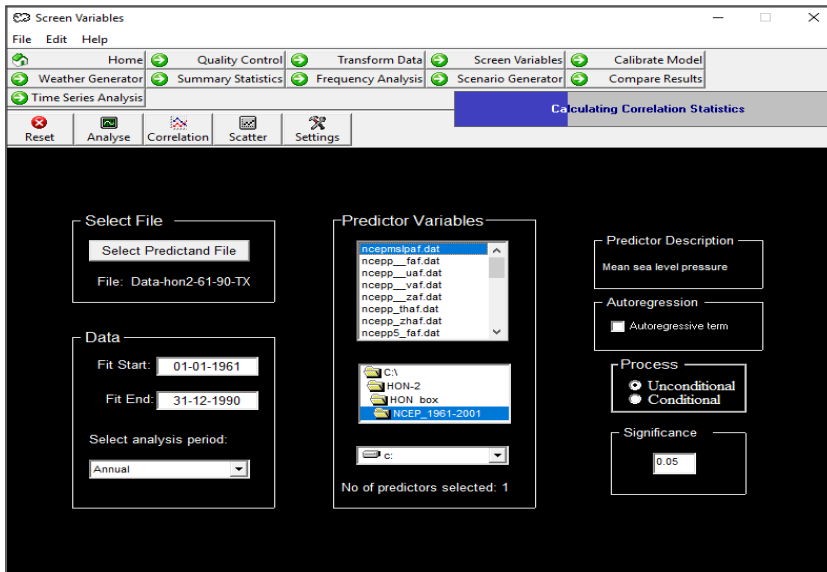 Screen Variables
File Edit Help
Home Quality Control Transform Data Screen Variables Calibrate Model
Weather Generator Summary Statistics Frequency Analysis Scenario Generator Compare Results
Time Series Analysis
Calculating Correlation Statistics
Reset Analyse Correlation Scatter Settings
Select File
Select Predictand File
File: Data-hon2-61-90-TX
Data
Fit Start: 01-01-1961
Fit End: 31-12-1990
Select analysis period:
Annual
Predictor Variables
ncepmslpaf.dat
ncepp__faf.dat
ncepp__uaf.dat
ncepp__vaf.dat
ncepp__zaf.dat
ncepp_thaf.dat
ncepp_zhaf.dat
ncepp5_faf.dat
C:\
HON-2
HON_box
NCEP_1961-2001
c:
No of predictors selected: 1
Predictor Description
Mean sea level pressure
Autoregression
Autoregressive term
Process
Unconditional
Conditional
Significance
0.05